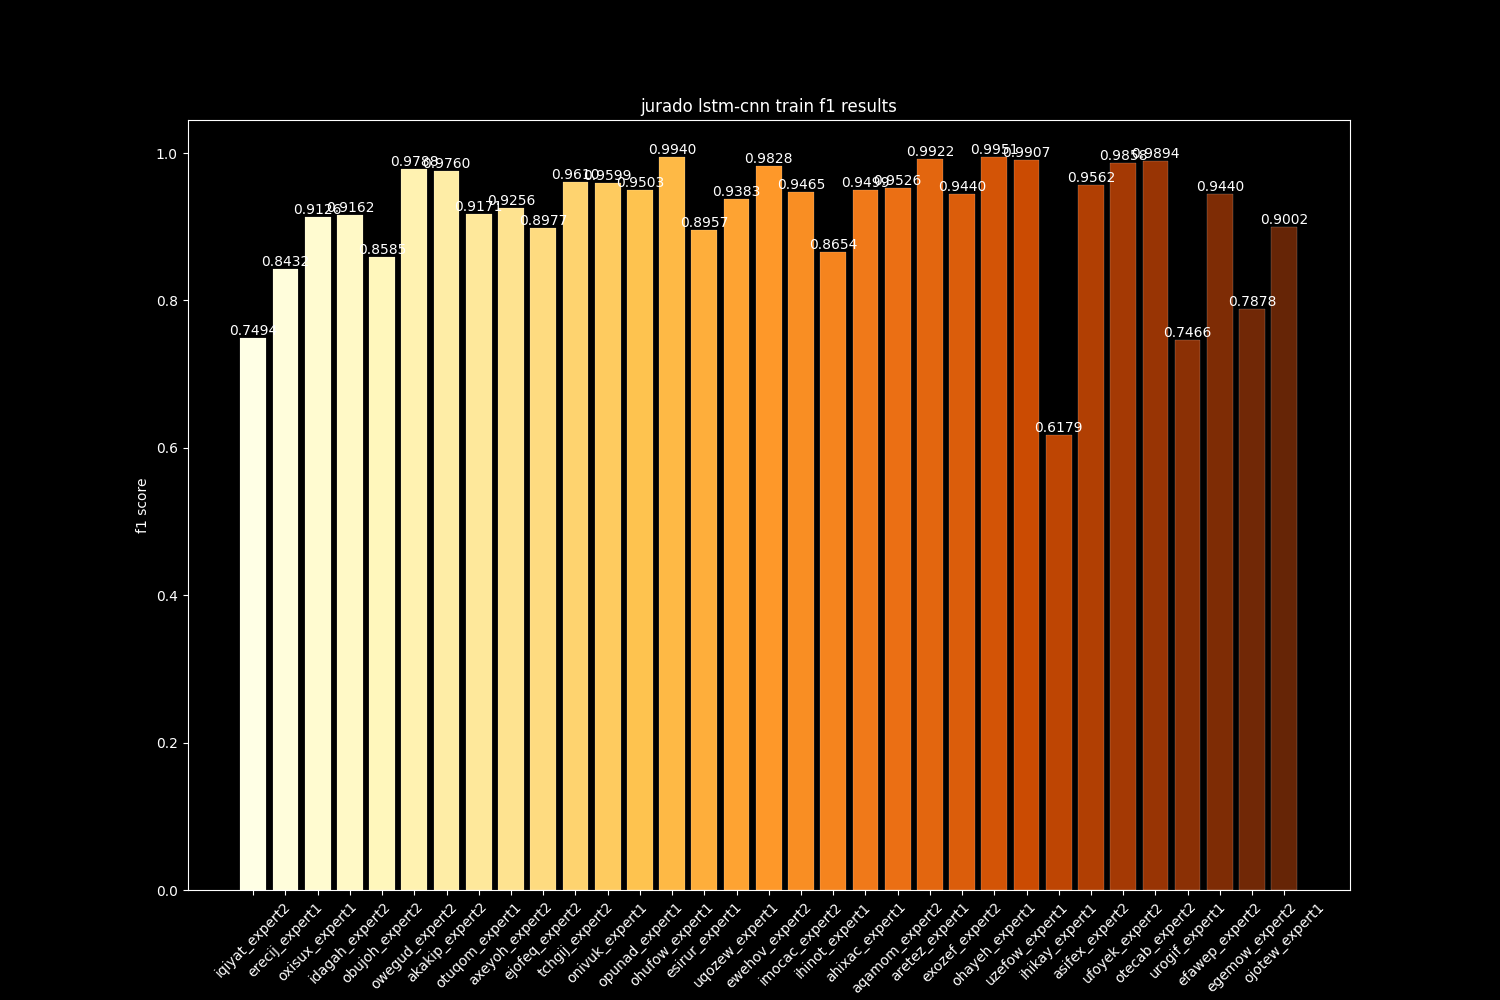 jurado lstm-cnn train f1 results
1.0
0.8
0.6
0.4
0.2
0.0
f1 score
0.7494
0.8432
0.9126
0.9162
0.8585
0.9788
0.9760
0.9171
0.9256
0.8977
0.9610
0.9599
0.9503
0.9940
0.8957
0.9383
0.9828
0.9465
0.8654
0.9499
0.9526
0.9922
0.9440
0.9951
0.9907
0.6179
0.9562
0.9858
0.9894
0.7466
0.9440
0.7878
0.9002
iqjyat_expert2
erecij_expert1
oxisux_expert1
idagah_expert2
obujoh_expert2
owegud_expert2
akakip_expert2
otuqom_expert1
axeyoh_expert2
ejofeq_expert2
tchgjj_expert2
onivuk_expert1
opunad_expert1
ohufow_expert1
esirur_expert1
uqozew_expert1
ewehov_expert2
imocac_expert2
ihinot_expert1
ahixac_expert1
aqamom_expert2
aretez_expert1
exozef_expert2
ohayeh_expert1
uzefow_expert1
ihikay_expert1
asifex_expert2
ufoyek_expert2
otecab_expert2
urogif_expert1
efawep_expert2
egemow_expert2
ojotew_expert1